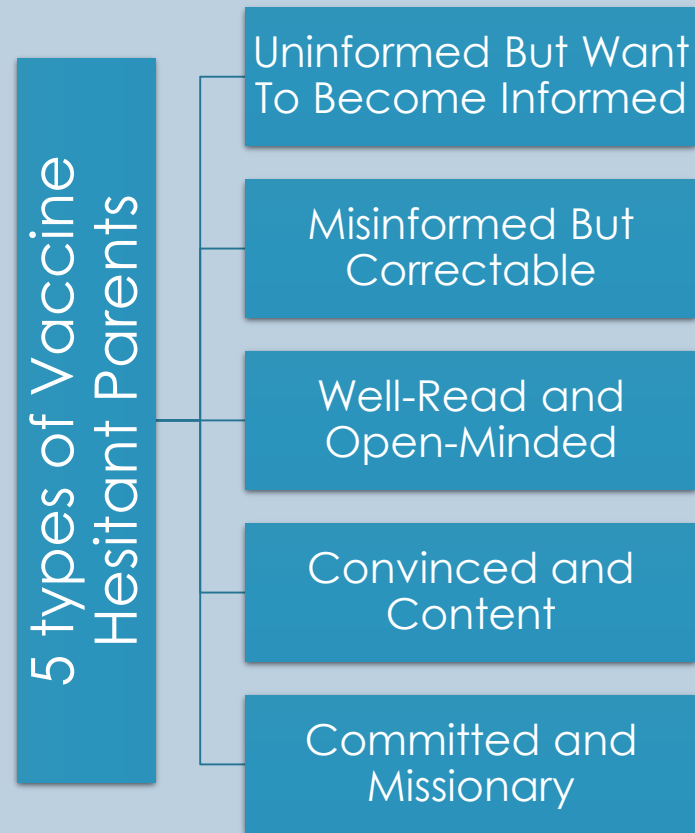 5 types of Vaccine
Hesitant Parents
Uninformed But Want
To Become Informed
Misinformed But
Correctable
Well-Read and
Open-Minded
Convinced and
Content
Committed and
Missionary